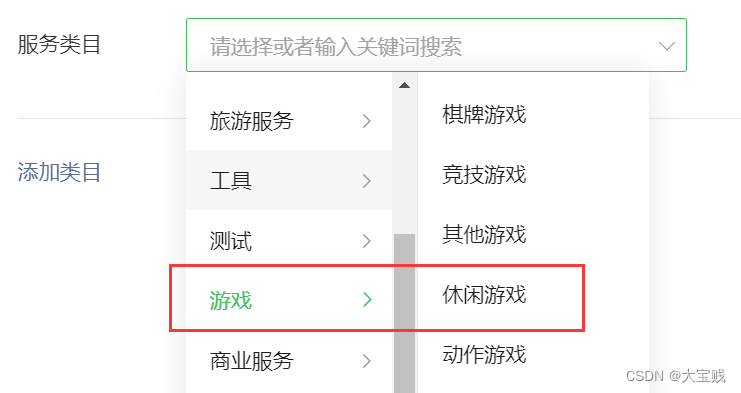 服务类目
请选择或者输入关键词搜索
旅游服务
工具
测试
游戏
商业服务
棋牌游戏
竞技游戏
其他游戏
休闲游戏
动作游戏
添加类目
CSDN @大宝贱